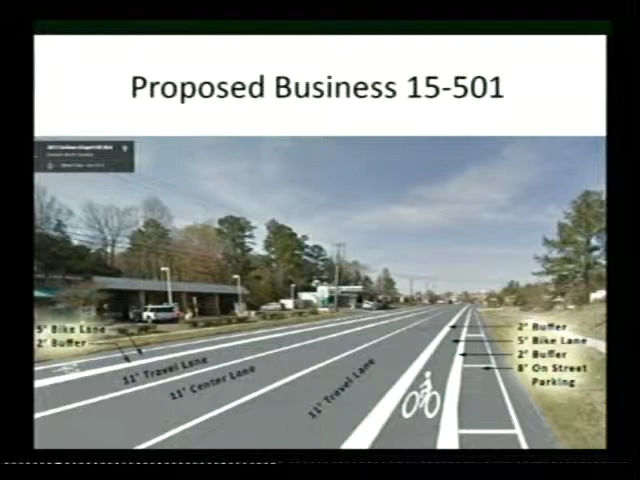 Proposed Business 15-501
5' Bike Lane
2' Buffer
11' Travel Lane
11' Center Lane
11' Travel Lane
2' Buffer
5' Bike Lane
2' Buffer
8' On Street
Parking